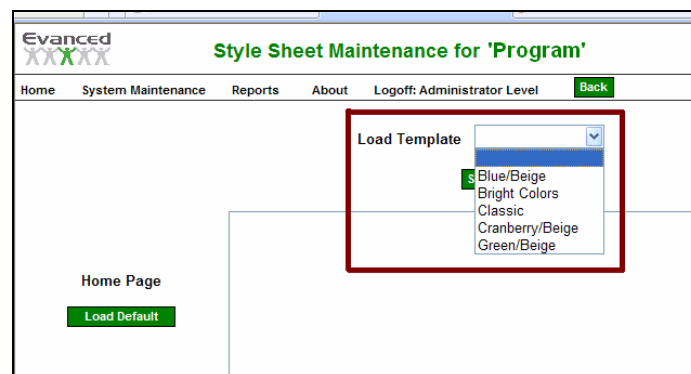 Evanced
Style Sheet Maintenance for 'Program'
Home System Maintenance Reports About Logoff: Administrator Level Back
Load Template
Blue/Beige
Bright Colors
Classic
Cranberry/Beige
Green/Beige
Home Page
Load Default